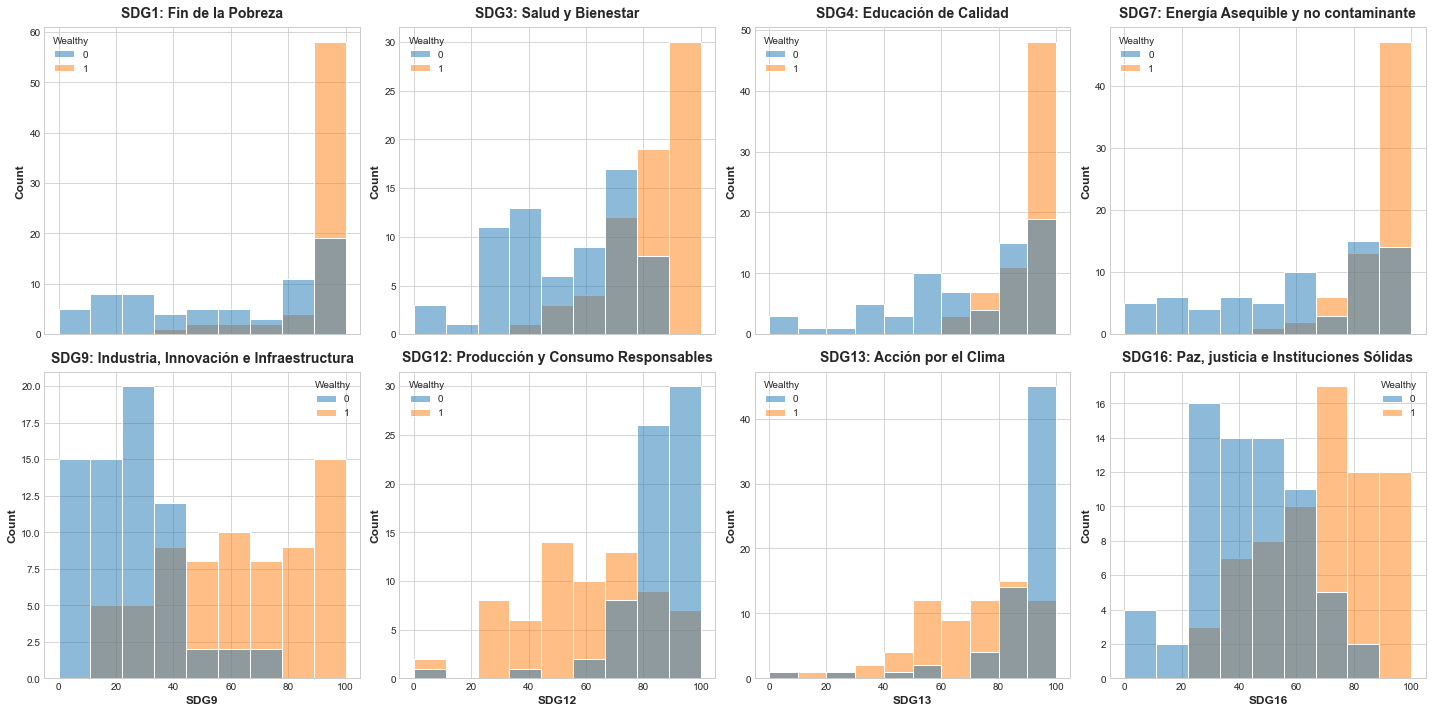 SDG1: Fin de la Pobreza
Wealthy
0
1
Count
60
50
40
30
20
10
0
SDG3: Salud y Bienestar
Wealthy
0
1
Count
30
25
20
15
10
5
0
SDG4: Educación de Calidad
Wealthy
0
1
Count
50
40
30
20
10
0
SDG7: Energía Asequible y no contaminante
Wealthy
0
1
Count
40
30
20
10
0
SDG9: Industria, Innovación e Infraestructura
Wealthy
0
1
Count
20.0
17.5
15.0
12.5
10.0
7.5
5.0
2.5
0.0
0 20 40 60 80 100
SDG9
SDG12: Producción y Consumo Responsables
Wealthy
0
1
Count
30
25
20
15
10
5
0
0 20 40 60 80 100
SDG12
SDG13: Acción por el Clima
Wealthy
0
1
Count
40
30
20
10
0
0 20 40 60 80 100
SDG13
SDG16: Paz, justicia e Instituciones Sólidas
Wealthy
0
1
Count
16
14
12
10
8
6
4
2
0
0 20 40 60 80 100
SDG16